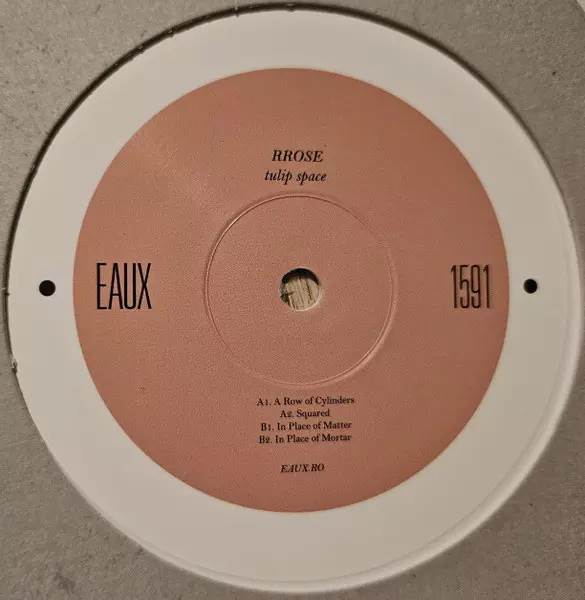 RROSE
tulip space
EAUX
1591
A1. A Row of Cylinders
A2. Squared
B1. In Place of Matter
B2. In Place of Mortar
EAUX.RO